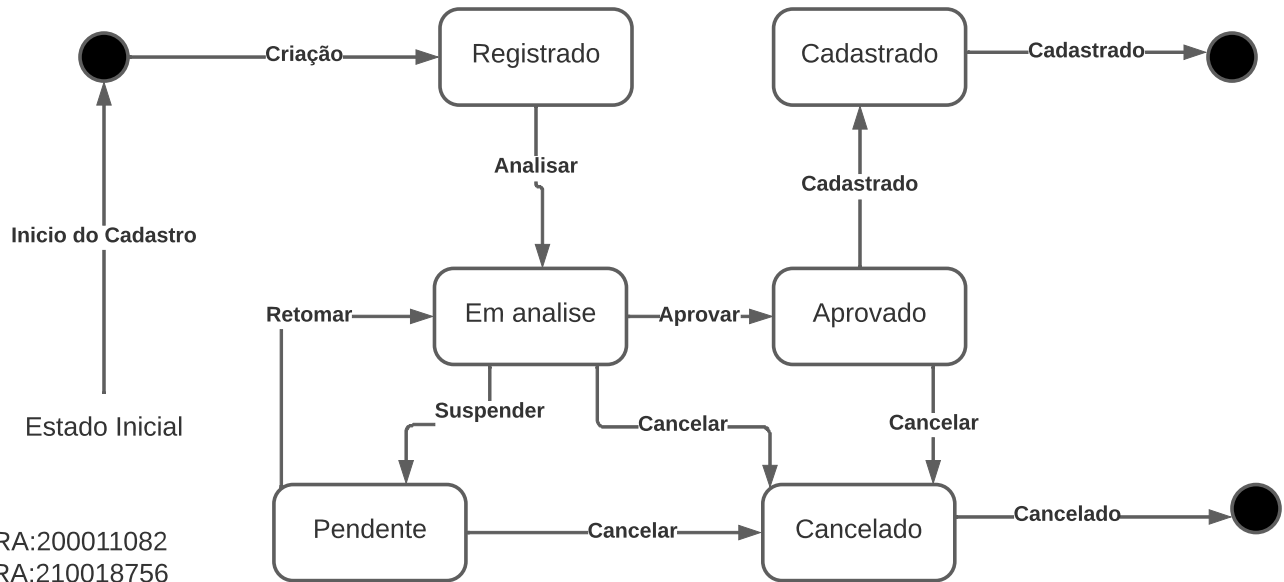 Criação
Registrado
Cadastrado
Cadastrado
Analisar
Cadastrado
Inicio do Cadastro
Retomar
Em analise
Aprovar
Aprovado
Estado Inicial
Suspender
Cancelar
Cancelar
Pendente
Cancelar
Cancelado
Cancelado
RA:200011082
RA:210018756